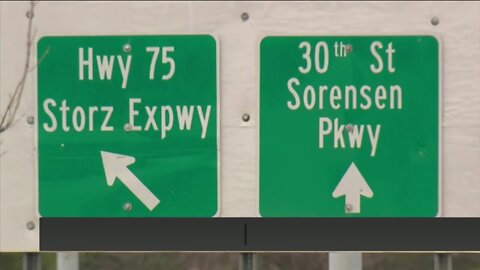 Hwy 75
Storz Expwy
30th St
Sorensen
Pkwy